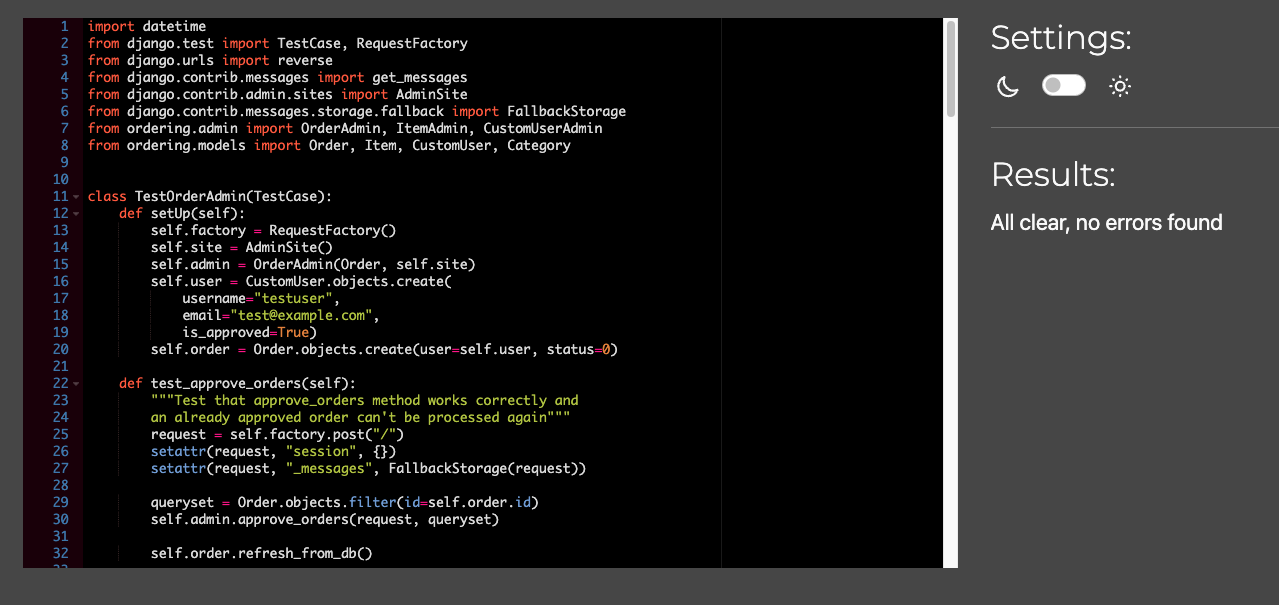 1 import datetime
2 from django.test import TestCase, RequestFactory
3 from django.urls import reverse
4 from django.contrib.messages import get_messages
5 from django.contrib.admin.sites import AdminSite
6 from django.contrib.messages.storage.fallback import FallbackStorage
7 from ordering.admin import OrderAdmin, ItemAdmin, CustomUserAdmin
8 from ordering.models import Order, Item, CustomUser, Category
9
10
11 class TestOrderAdmin(TestCase):
12     def setUp(self):
13         self.factory = RequestFactory()
14         self.site = AdminSite()
15         self.admin = OrderAdmin(Order, self.site)
16         self.user = CustomUser.objects.create(
17             username="testuser",
18             email="test@example.com",
19             is_approved=True)
20         self.order = Order.objects.create(user=self.user, status=0)
21
22     def test_approve_orders(self):
23         """Test that approve_orders method works correctly and
24         an already approved order can't be processed again"""
25         request = self.factory.post("/")
26         setattr(request, "session", {})
27         setattr(request, "_messages", FallbackStorage(request))
28
29         queryset = Order.objects.filter(id=self.order.id)
30         self.admin.approve_orders(request, queryset)
31
32         self.order.refresh_from_db()
Settings:
Results:
All clear, no errors found